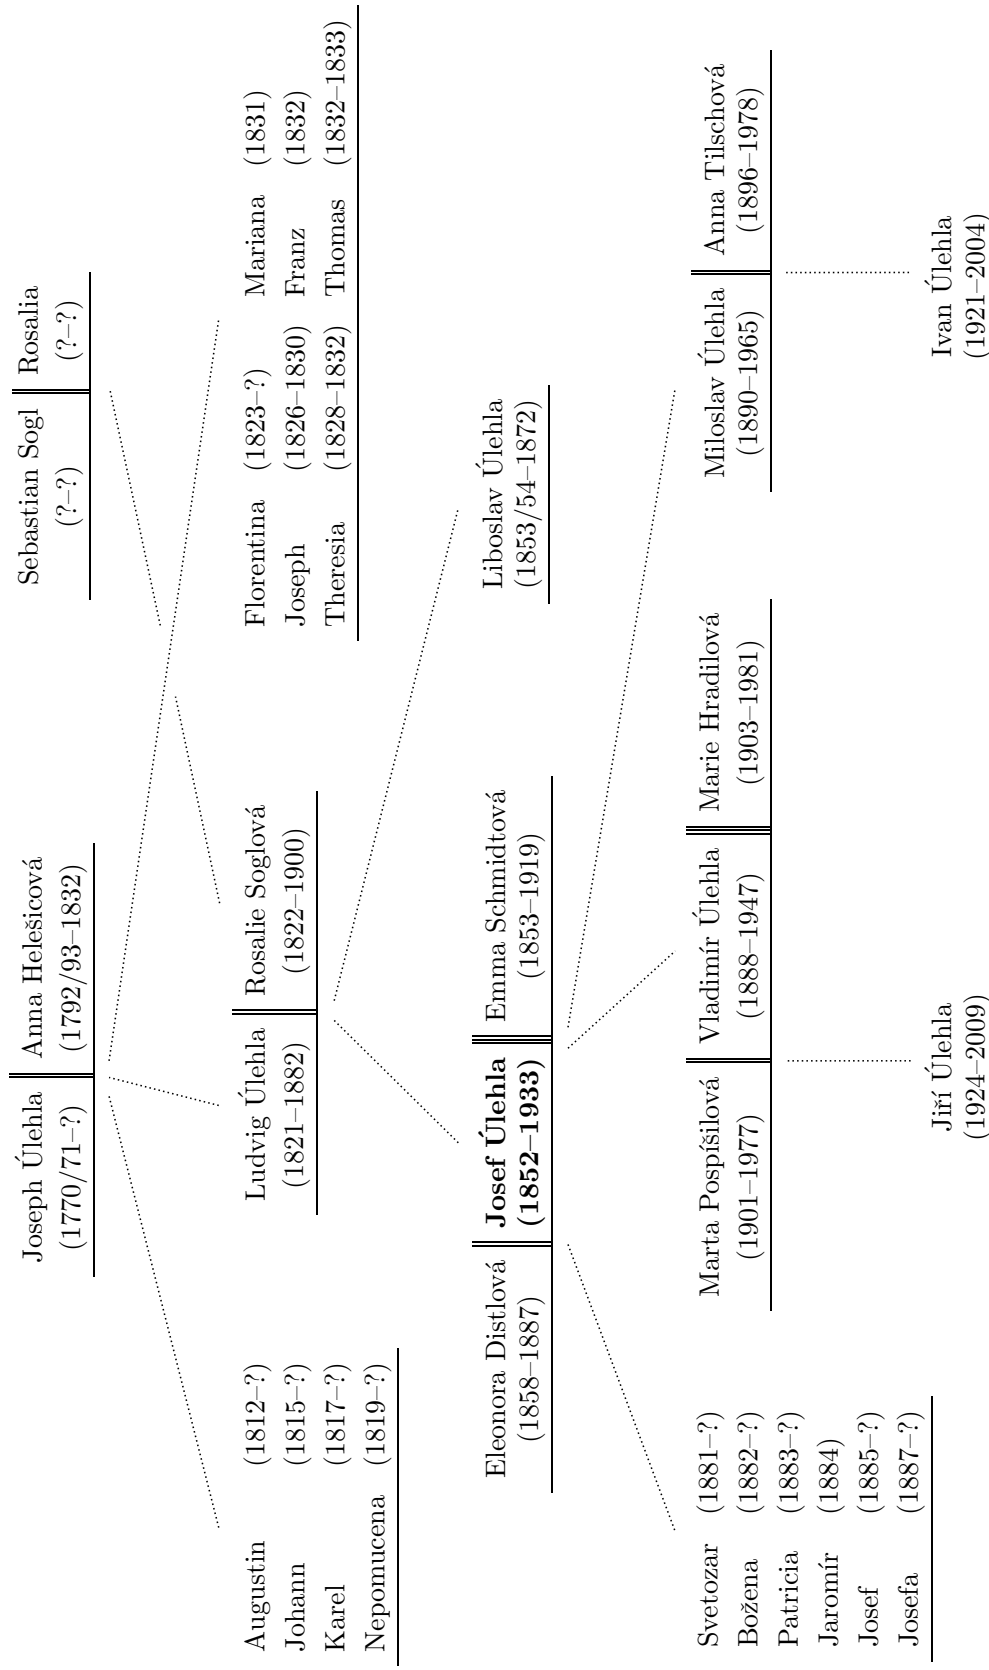 Joseph Úlehla
(1770/71–?)
Anna Helešicová
(1792/93–1832)
Sebastian Sogl
(?–?)
Rosalia
(?–?)
Augustin (1812–?)
Johann (1815–?)
Karel (1817–?)
Nepomucena (1819–?)
Ludvig Úlehla
(1821–1882)
Rosalie Soglová
(1822–1900)
Florentina (1823–?) Mariana (1831)
Joseph (1826–1830) Franz (1832)
Theresia (1828–1832) Thomas (1832–1833)
Eleonora Distlová
(1858–1887)
Josef Úlehla
(1852–1933)
Emma Schmidtová
(1853–1919)
Liboslav Úlehla
(1853/54–1872)
Svetozar (1881–?)
Božena (1882–?)
Patricia (1883–?)
Jaromír (1884)
Josef (1885–?)
Josefa (1887–?)
Marta Pospíšilová
(1901–1977)
Vladimír Úlehla
(1888–1947)
Marie Hradilová
(1903–1981)
Miloslav Úlehla
(1890–1965)
Anna Tilschová
(1896–1978)
Jiří Úlehla
(1924–2009)
Ivan Úlehla
(1921–2004)